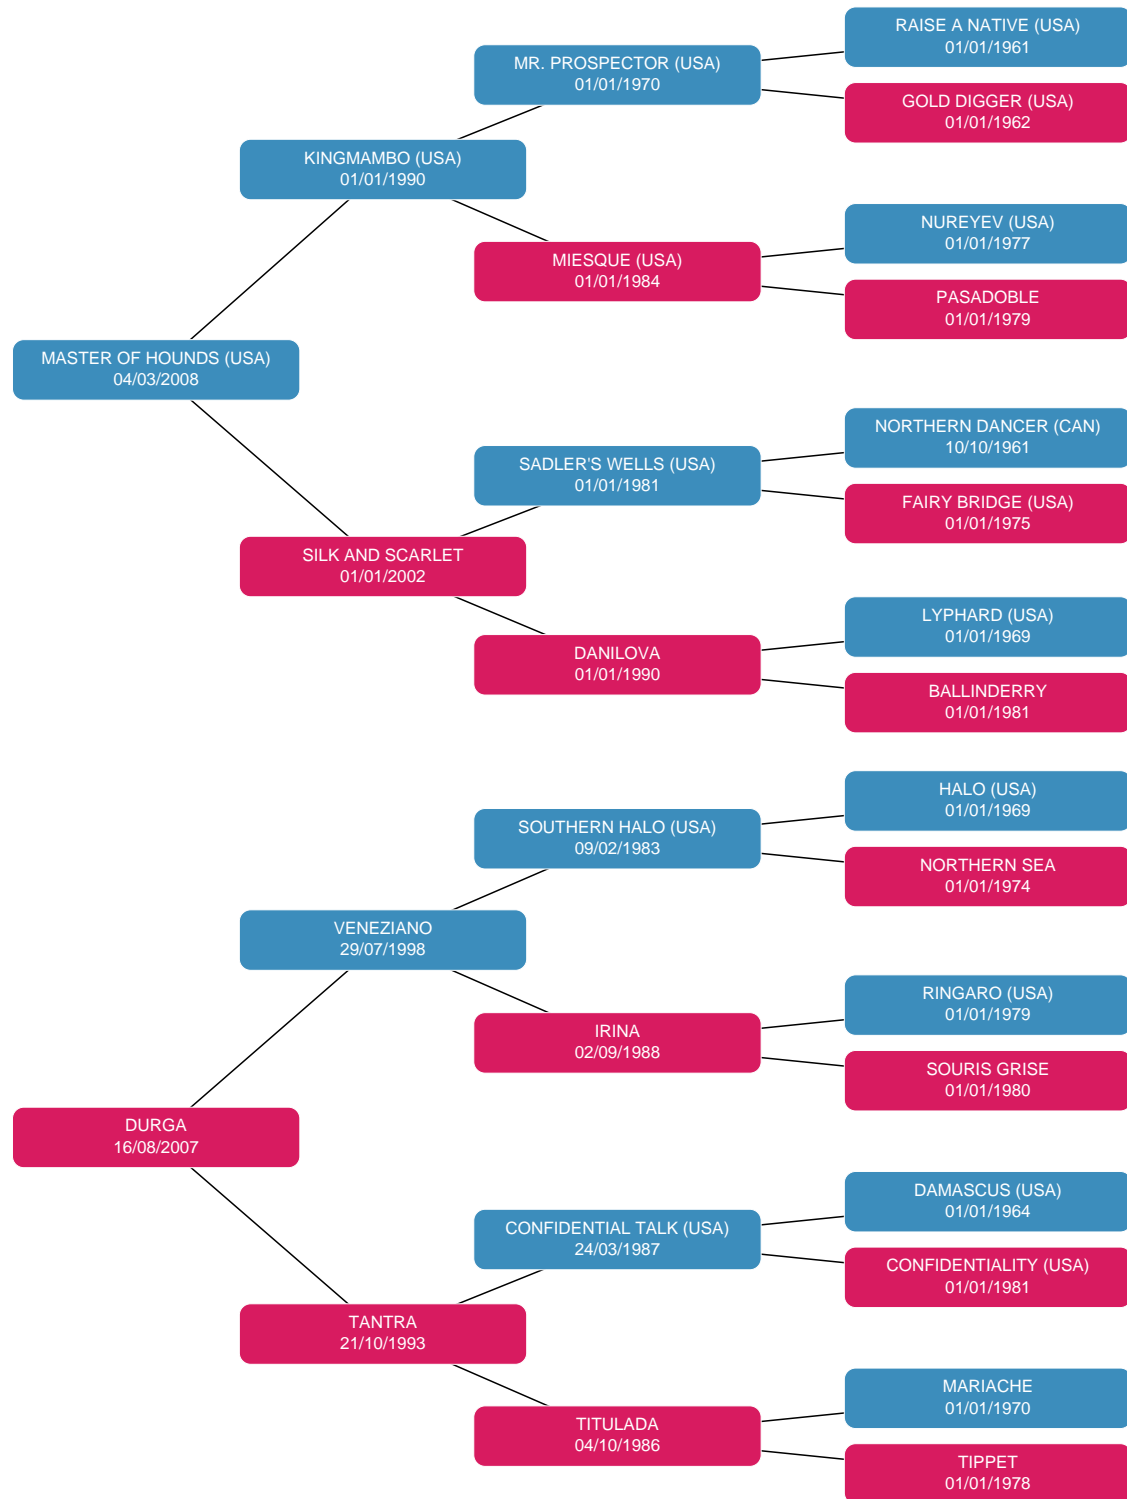 RAISE A NATIVE (USA)
01/01/1961
MR. PROSPECTOR (USA)
01/01/1970
GOLD DIGGER (USA)
01/01/1962
KINGMAMBO (USA)
01/01/1990
NUREYEV (USA)
01/01/1977
MIESQUE (USA)
01/01/1984
PASADOBLE
01/01/1979
MASTER OF HOUNDS (USA)
04/03/2008
NORTHERN DANCER (CAN)
10/10/1961
SADLER'S WELLS (USA)
01/01/1981
FAIRY BRIDGE (USA)
01/01/1975
SILK AND SCARLET
01/01/2002
LYPHARD (USA)
01/01/1969
DANILOVA
01/01/1990
BALLINDERRY
01/01/1981
HALO (USA)
01/01/1969
SOUTHERN HALO (USA)
09/02/1983
NORTHERN SEA
01/01/1974
VENEZIANO
29/07/1998
RINGARO (USA)
01/01/1979
IRINA
02/09/1988
SOURIS GRISE
01/01/1980
DURGA
16/08/2007
DAMASCUS (USA)
01/01/1964
CONFIDENTIAL TALK (USA)
24/03/1987
CONFIDENTIALITY (USA)
01/01/1981
TANTRA
21/10/1993
MARIACHE
01/01/1970
TITULADA
04/10/1986
TIPPET
01/01/1978